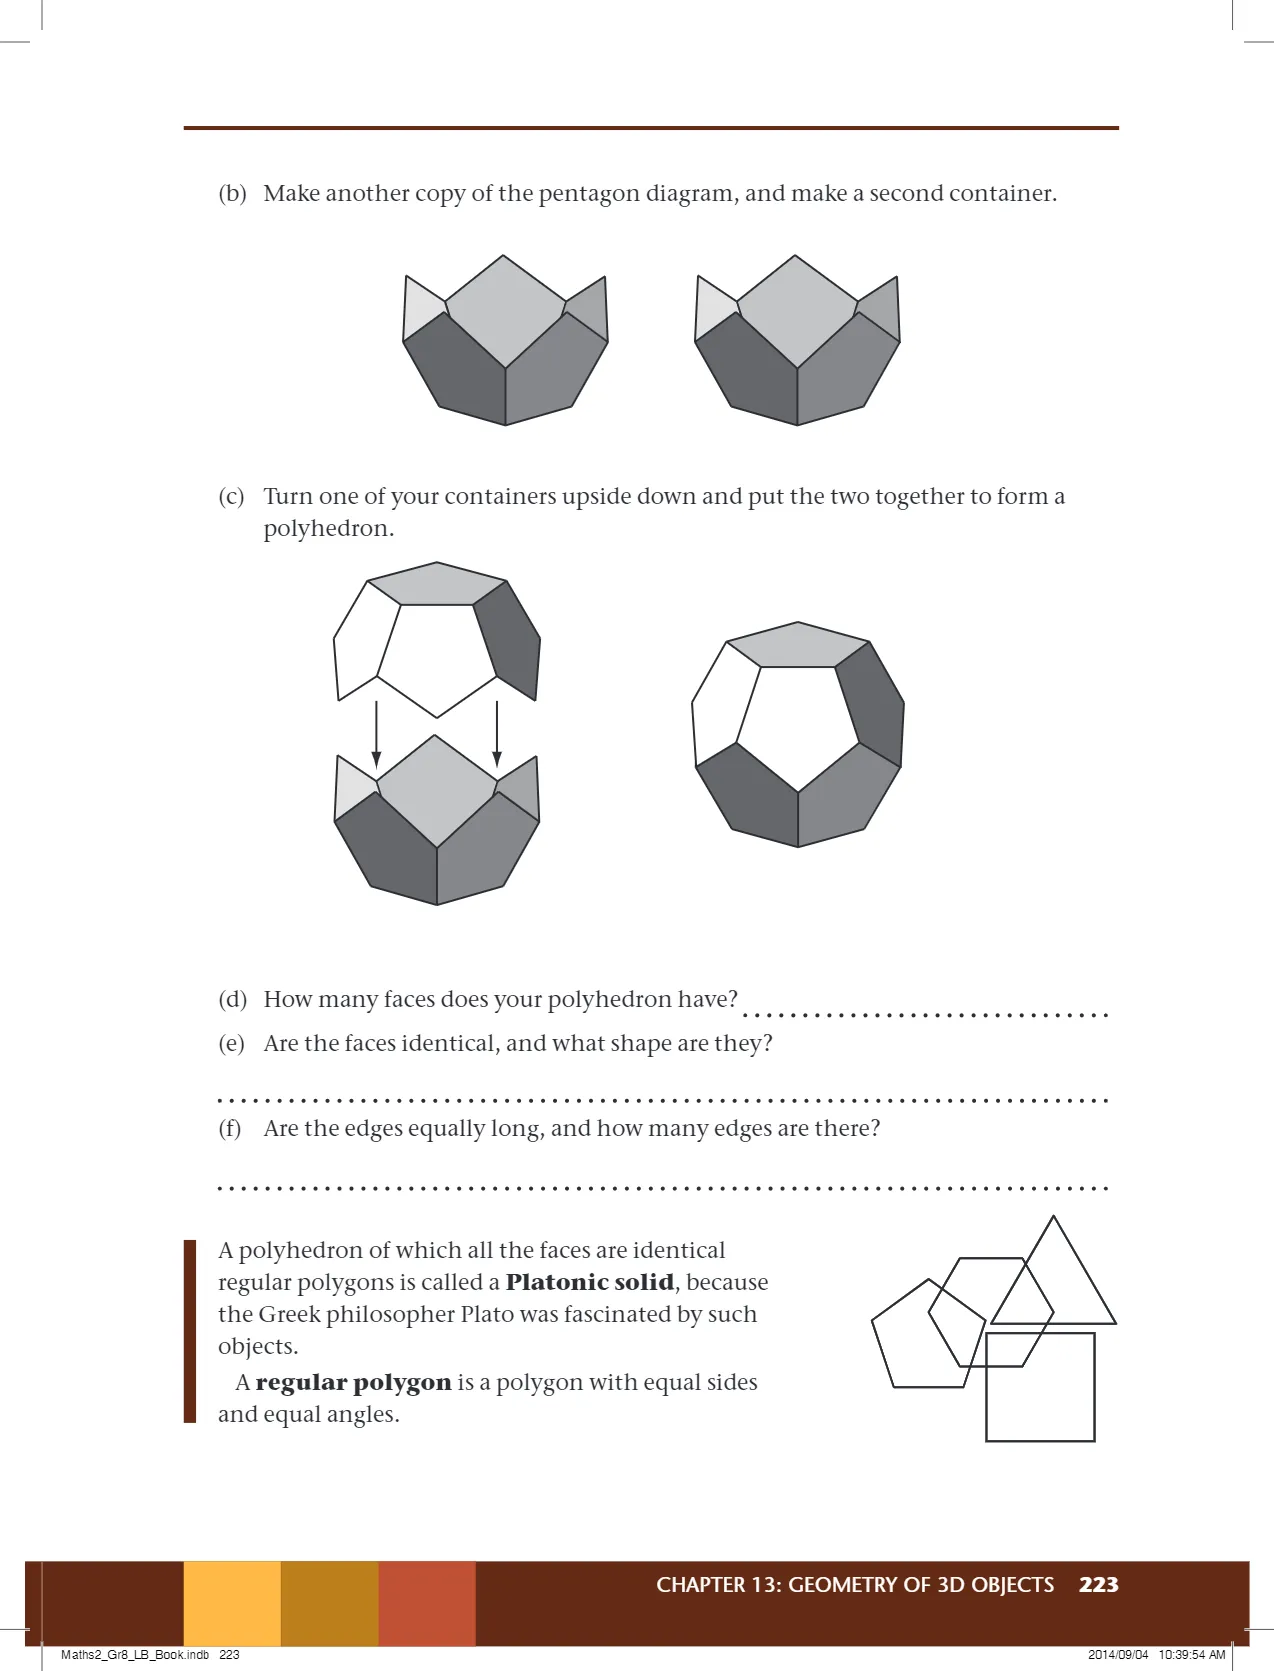 (b) Make another copy of the pentagon diagram, and make a second container.
(c) Turn one of your containers upside down and put the two together to form a
polyhedron.
(d) How many faces does your polyhedron have?
(e) Are the faces identical, and what shape are they?
(f) Are the edges equally long, and how many edges are there?
A polyhedron of which all the faces are identical
regular polygons is called a Platonic solid, because
the Greek philosopher Plato was fascinated by such
objects.
A regular polygon is a polygon with equal sides
and equal angles.
CHAPTER 13: GEOMETRY OF 3D OBJECTS 223
Maths2_Gr8_LB_Book.indb 223 2014/09/04 10:39:54 AM